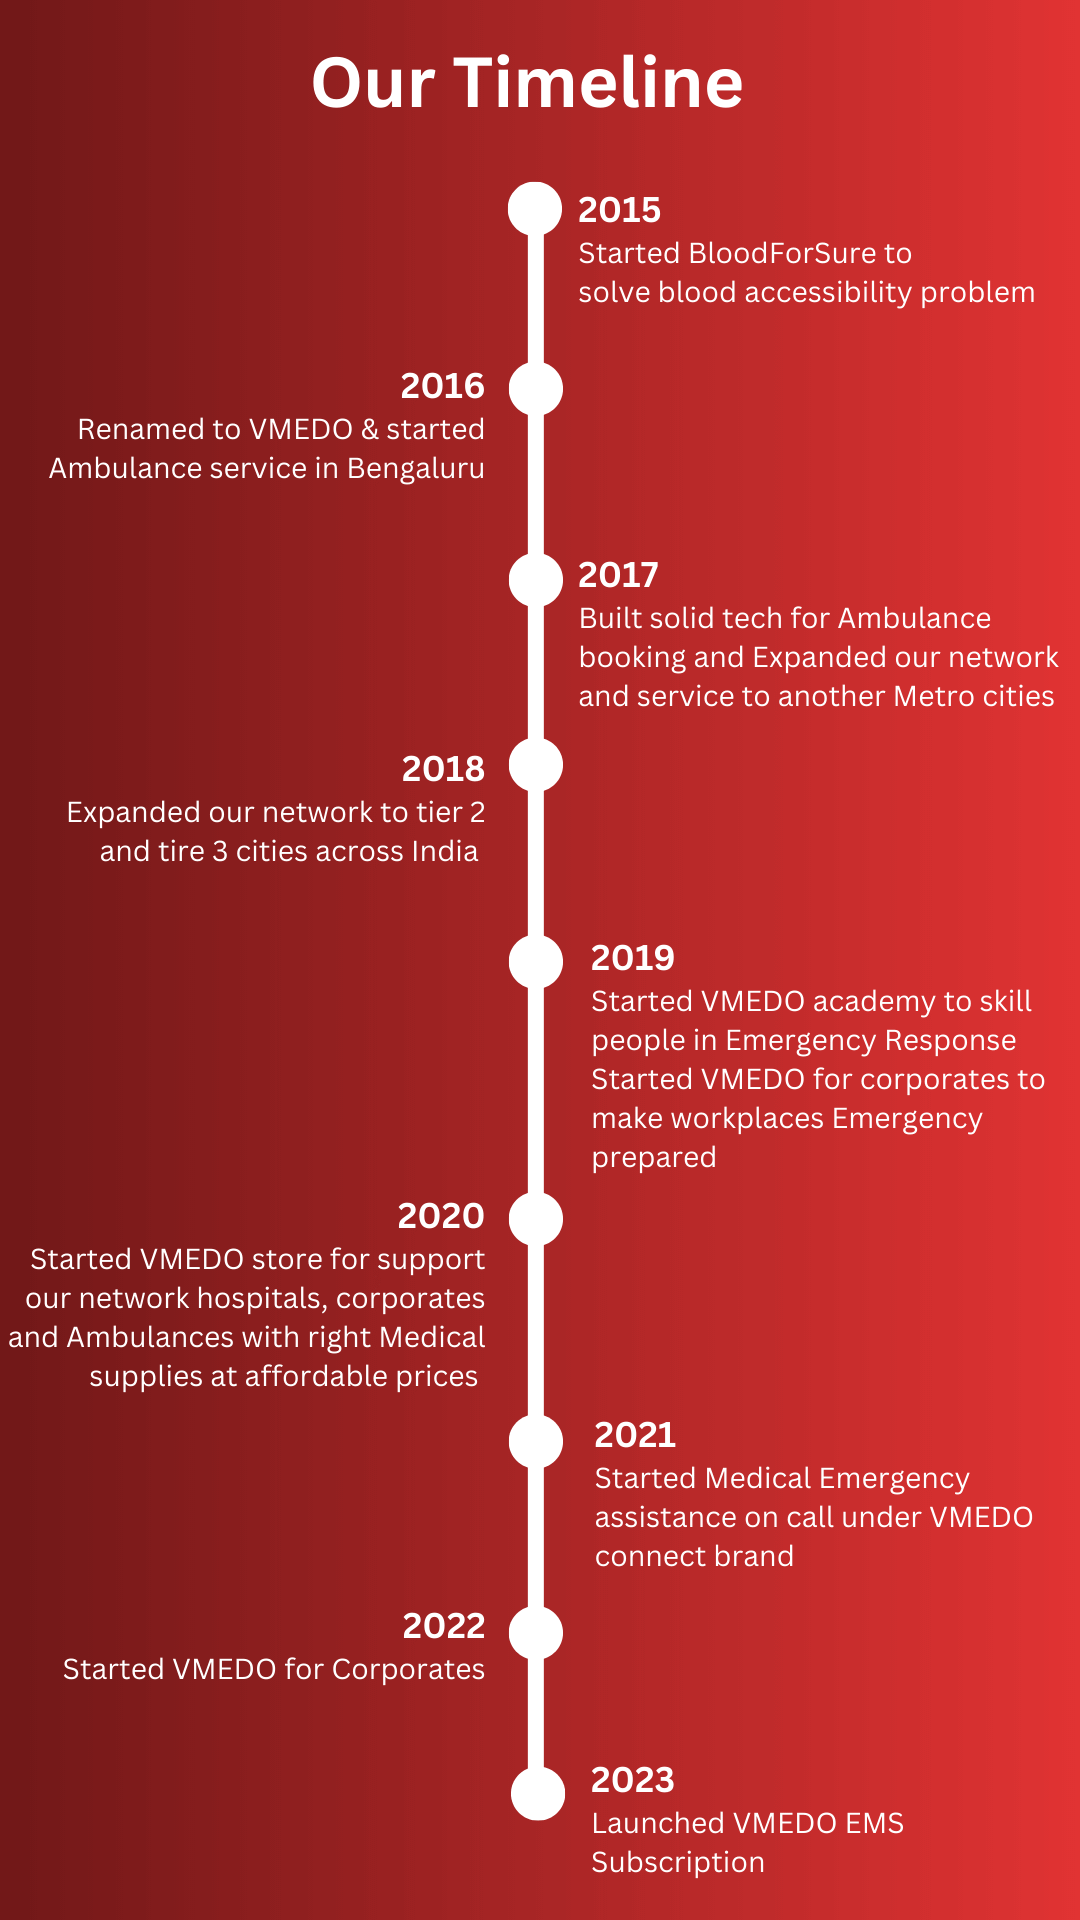 Our Timeline
2015
Started BloodForSure to
solve blood accessibility problem
2016
Renamed to VMEDO & started
Ambulance service in Bengaluru
2017
Built solid tech for Ambulance
booking and Expanded our network
and service to another Metro cities
2018
Expanded our network to tier 2
and tire 3 cities across India
2019
Started VMEDO academy to skill
people in Emergency Response
Started VMEDO for corporates to
make workplaces Emergency
prepared
2020
Started VMEDO store for support
our network hospitals, corporates
and Ambulances with right Medical
supplies at affordable prices
2021
Started Medical Emergency
assistance on call under VMEDO
connect brand
2022
Started VMEDO for Corporates
2023
Launched VMEDO EMS
Subscription